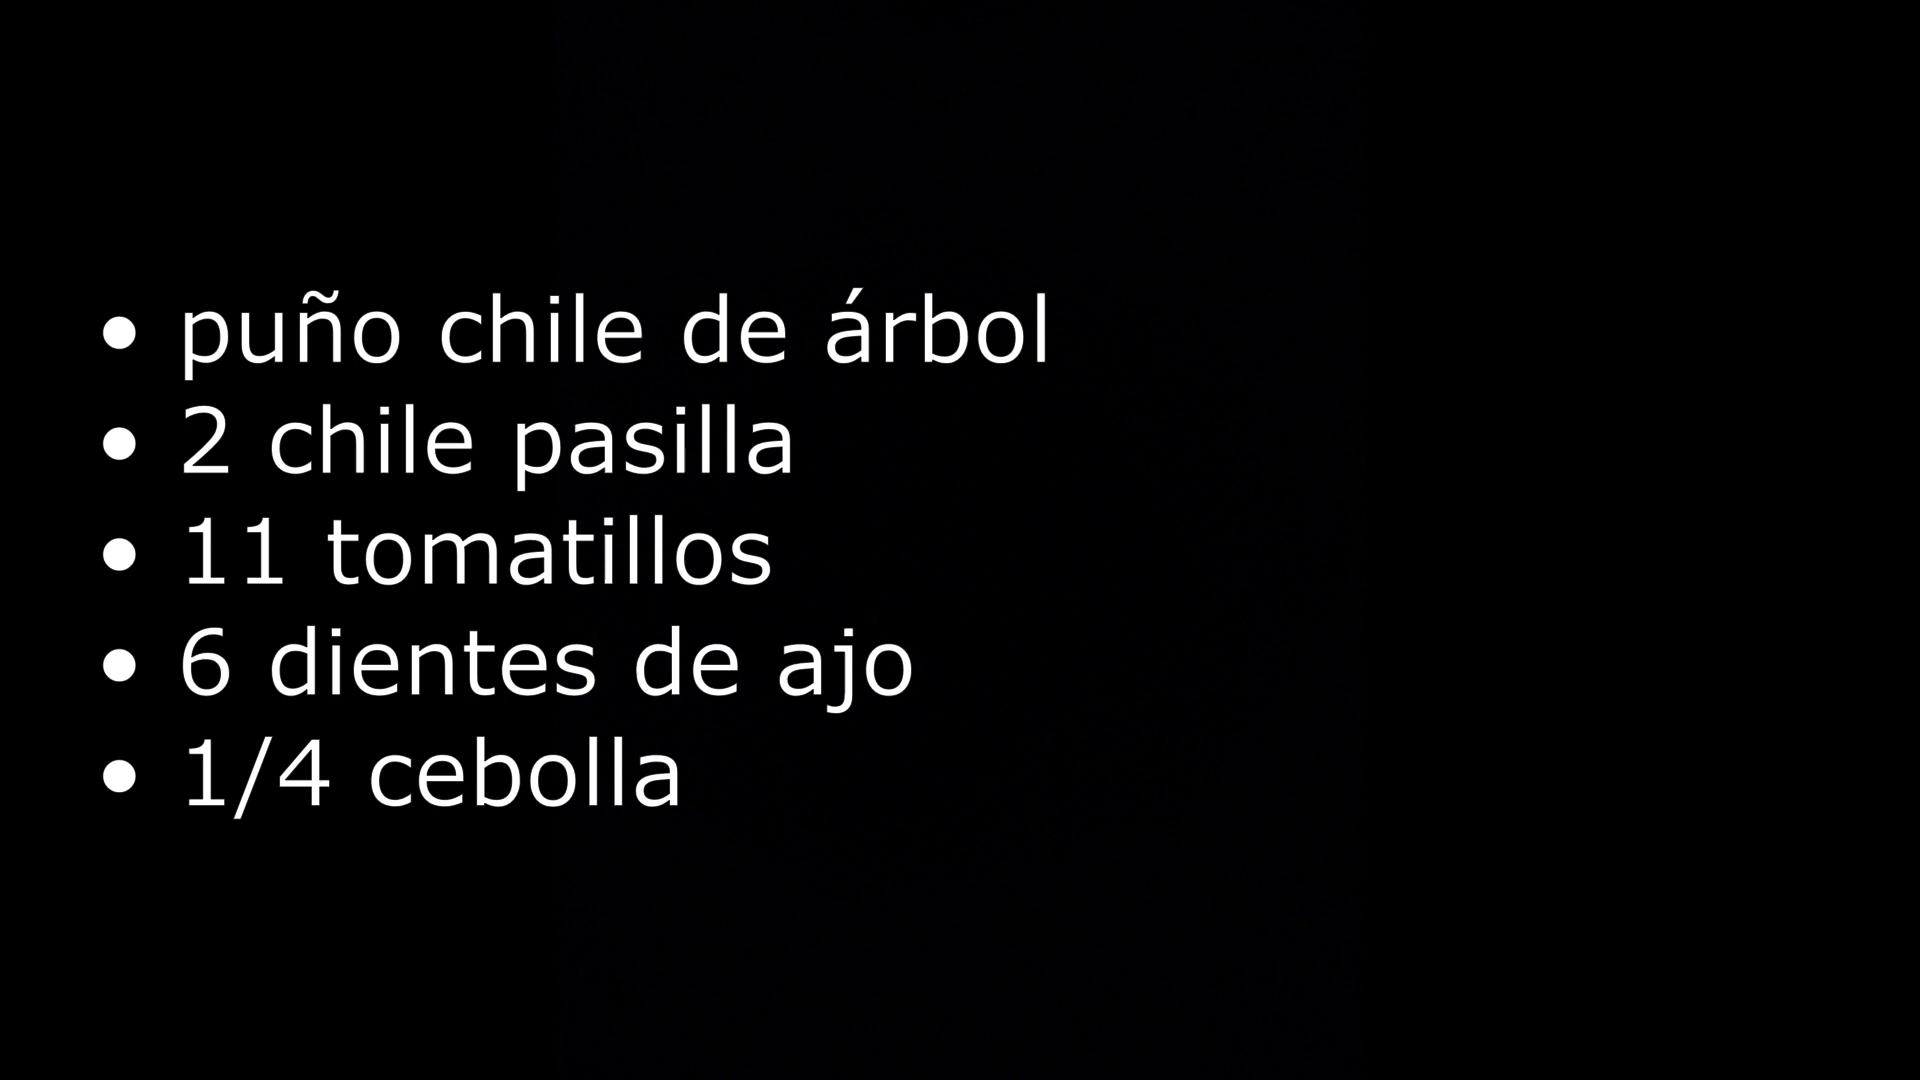 • puño chile de árbol
• 2 chile pasilla
• 11 tomatillos
• 6 dientes de ajo
• 1/4 cebolla